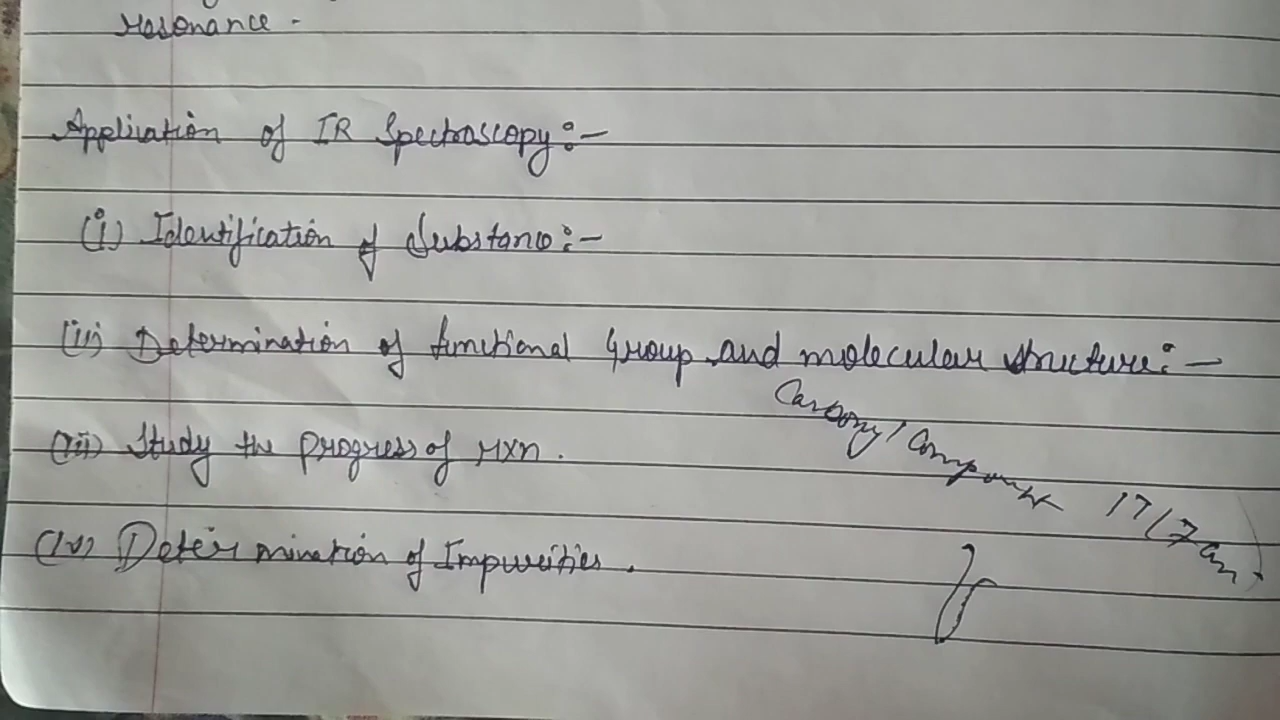 resonance -
Application of IR Spectroscopy:-
(i) Identification of Substance:-
(ii) Determination of functional Group and molecular structure:-
Carbonyl Compound 17/Jan
(iii) Study the progress of rxn.
(iv) Determination of Impurities.